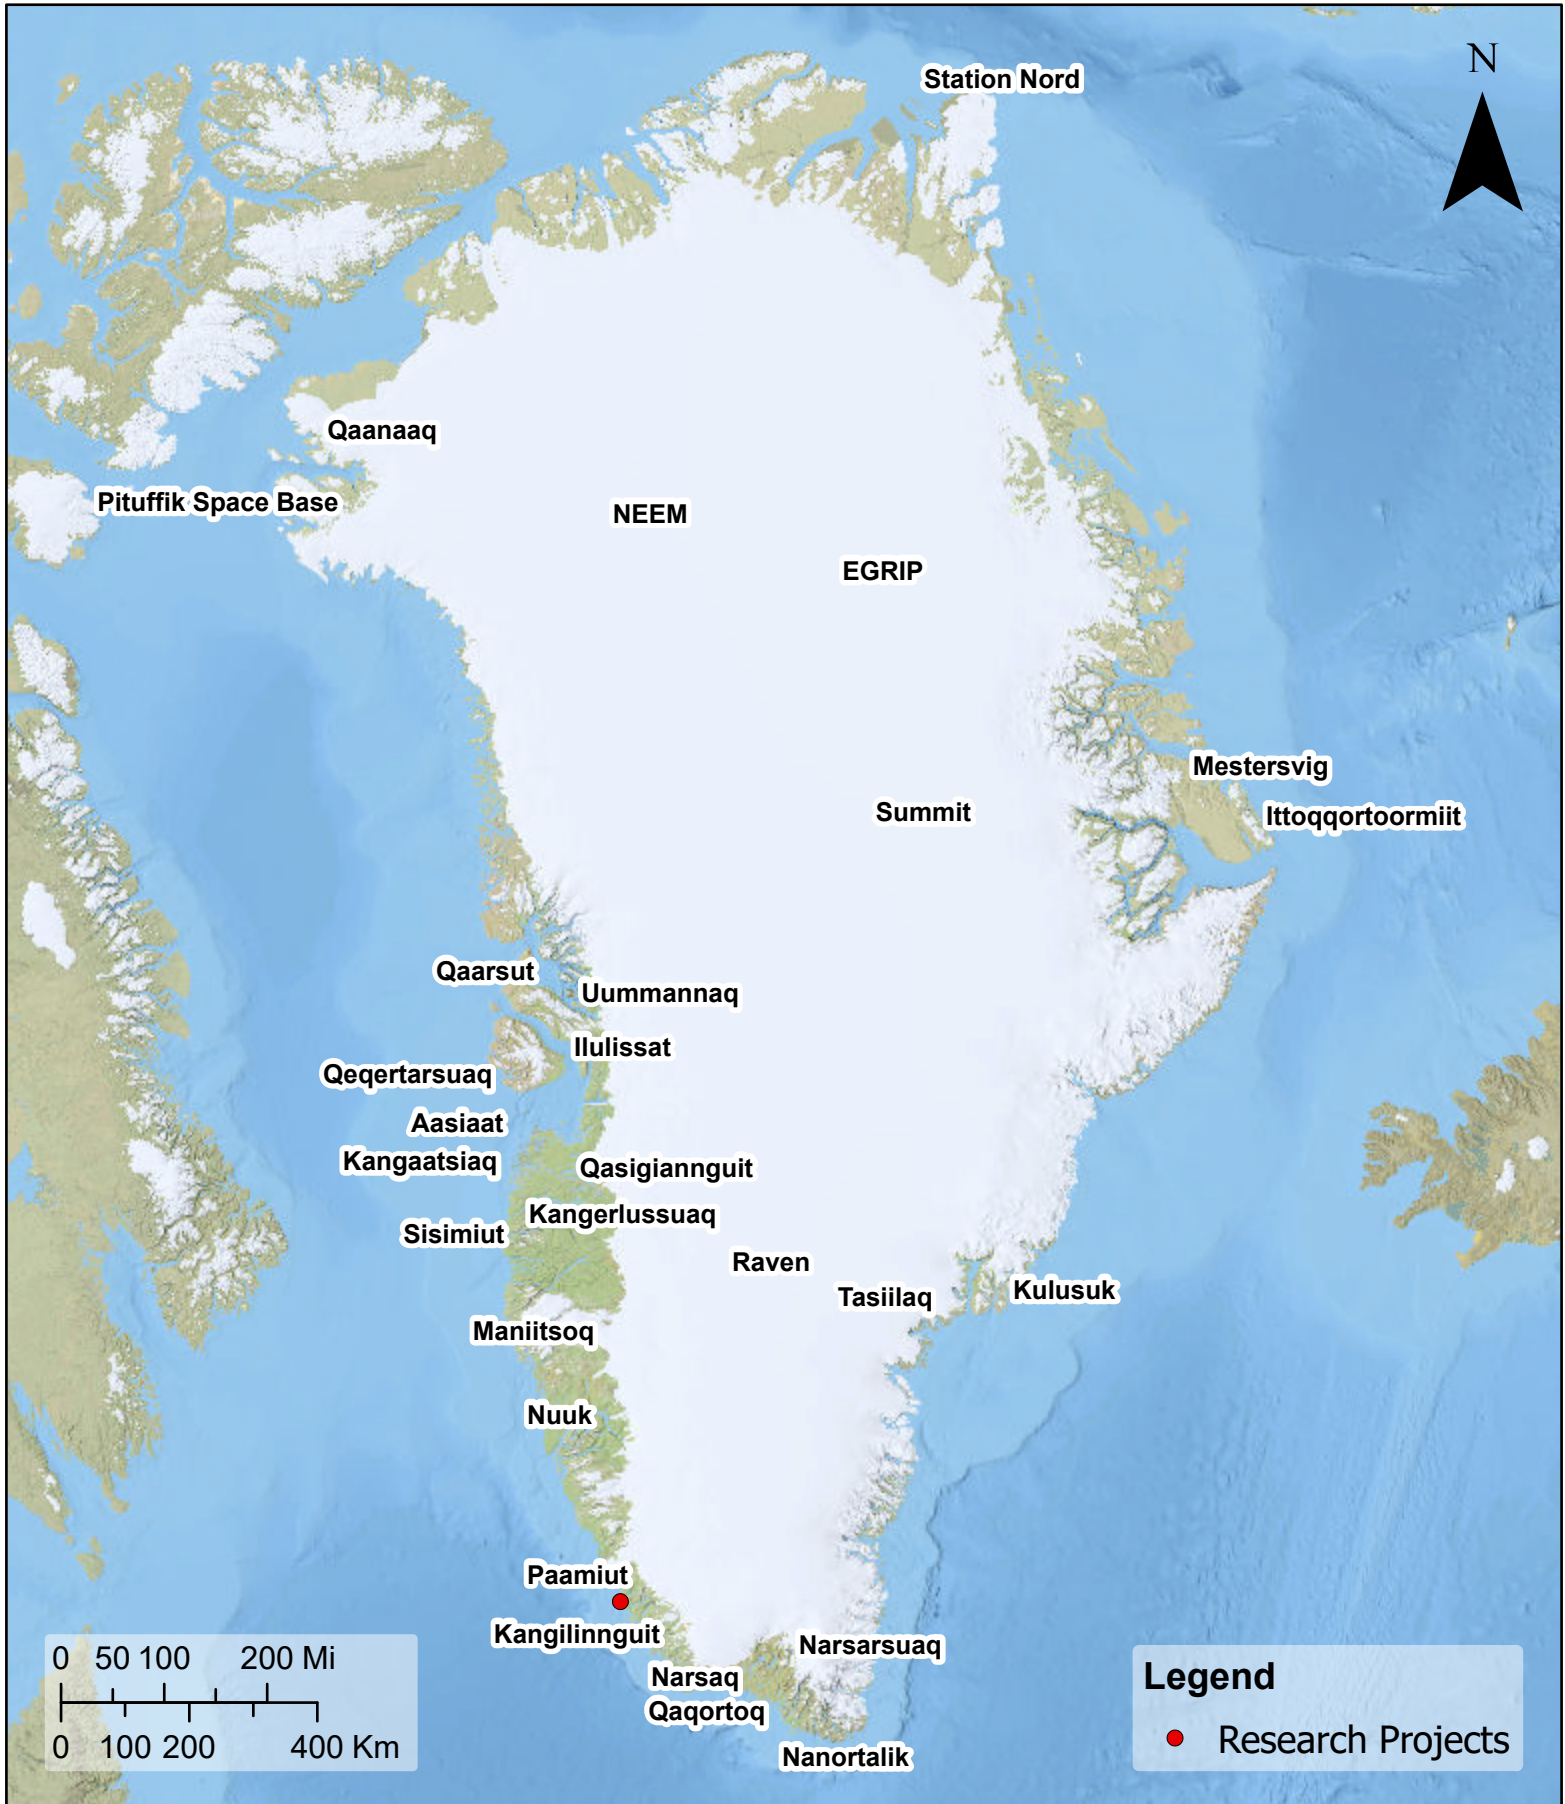 Station Nord
N
Qaanaaq
Pituffik Space Base
NEEM
EGRIP
Mestersvig
Summit
Ittoqqortoormiit
Qaarsut
Uummannaq
Ilulissat
Qeqertarsuaq
Aasiaat
Kangaatsiaq
Qasigiannguit
Kangerlussuaq
Sisimiut
Raven
Tasiilaq
Kulusuk
Maniitsoq
Nuuk
Paamiut
Kangilinnguit
Narsarsuaq
Narsaq
Qaqortoq
Nanortalik
0 50 100 200 Mi
0 100 200 400 Km
Legend
Research Projects